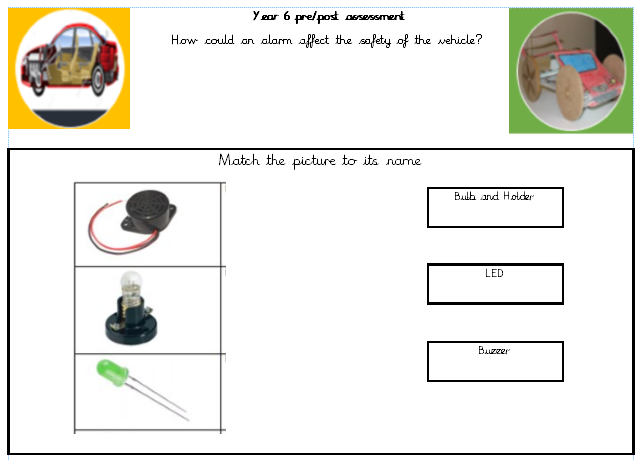 Year 6 pre/post assessment
How could an alarm affect the safety of the vehicle?
Match the picture to its name
Bulb and Holder
LED
Buzzer